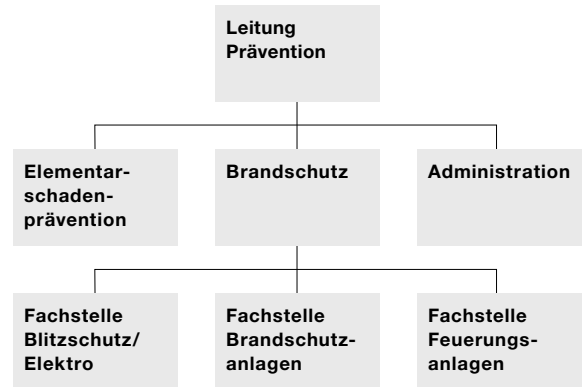 Leitung
Prävention
Elementar-
schaden-
prävention
Brandschutz
Administration
Fachstelle
Blitzschutz/
Elektro
Fachstelle
Brandschutz-
anlagen
Fachstelle
Feuerungs-
anlagen